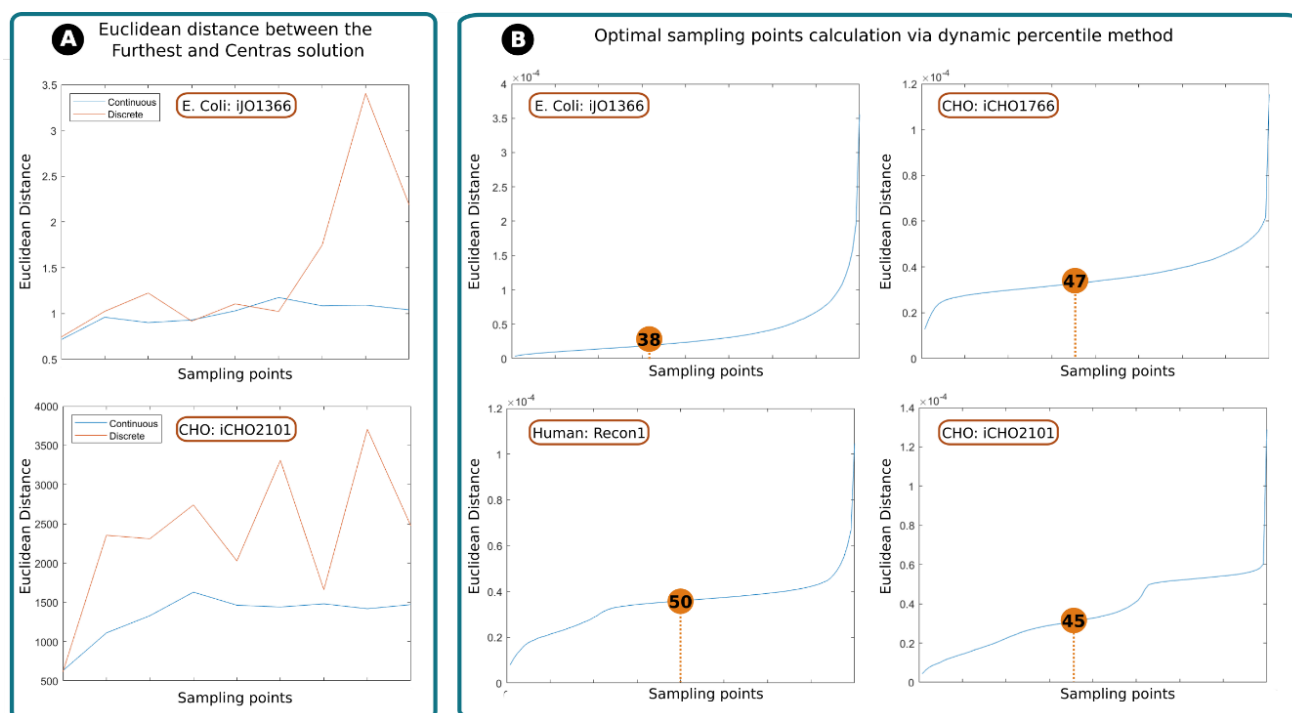 A
Euclidean distance between the
Furthest and Centras solution
3.5
3
2.5
2
1.5
1
0.5
Euclidean Distance
Continuous
Discrete
E. Coli: iJO1366
Sampling points
4000
3500
3000
2500
2000
1500
1000
500
Euclidean Distance
Continuous
Discrete
CHO: iCHO2101
Sampling points
B
Optimal sampling points calculation via dynamic percentile method
×10⁻⁴
4
3.5
3
2.5
2
1.5
1
0.5
0
Euclidean Distance
E. Coli: iJO1366
38
Sampling points
×10⁻⁴
1.2
1
0.8
0.6
0.4
0.2
0
Euclidean Distance
CHO: iCHO1766
47
Sampling points
×10⁻⁴
1.2
1
0.8
0.6
0.4
0.2
0
Euclidean Distance
Human: Recon1
50
Sampling points
×10⁻⁴
1.4
1.2
1
0.8
0.6
0.4
0.2
0
Euclidean Distance
CHO: iCHO2101
45
Sampling points